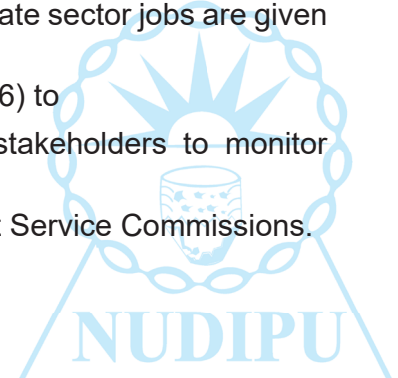 ate sector jobs are given
6) to
stakeholders to monitor
t Service Commissions.
NUDIPU